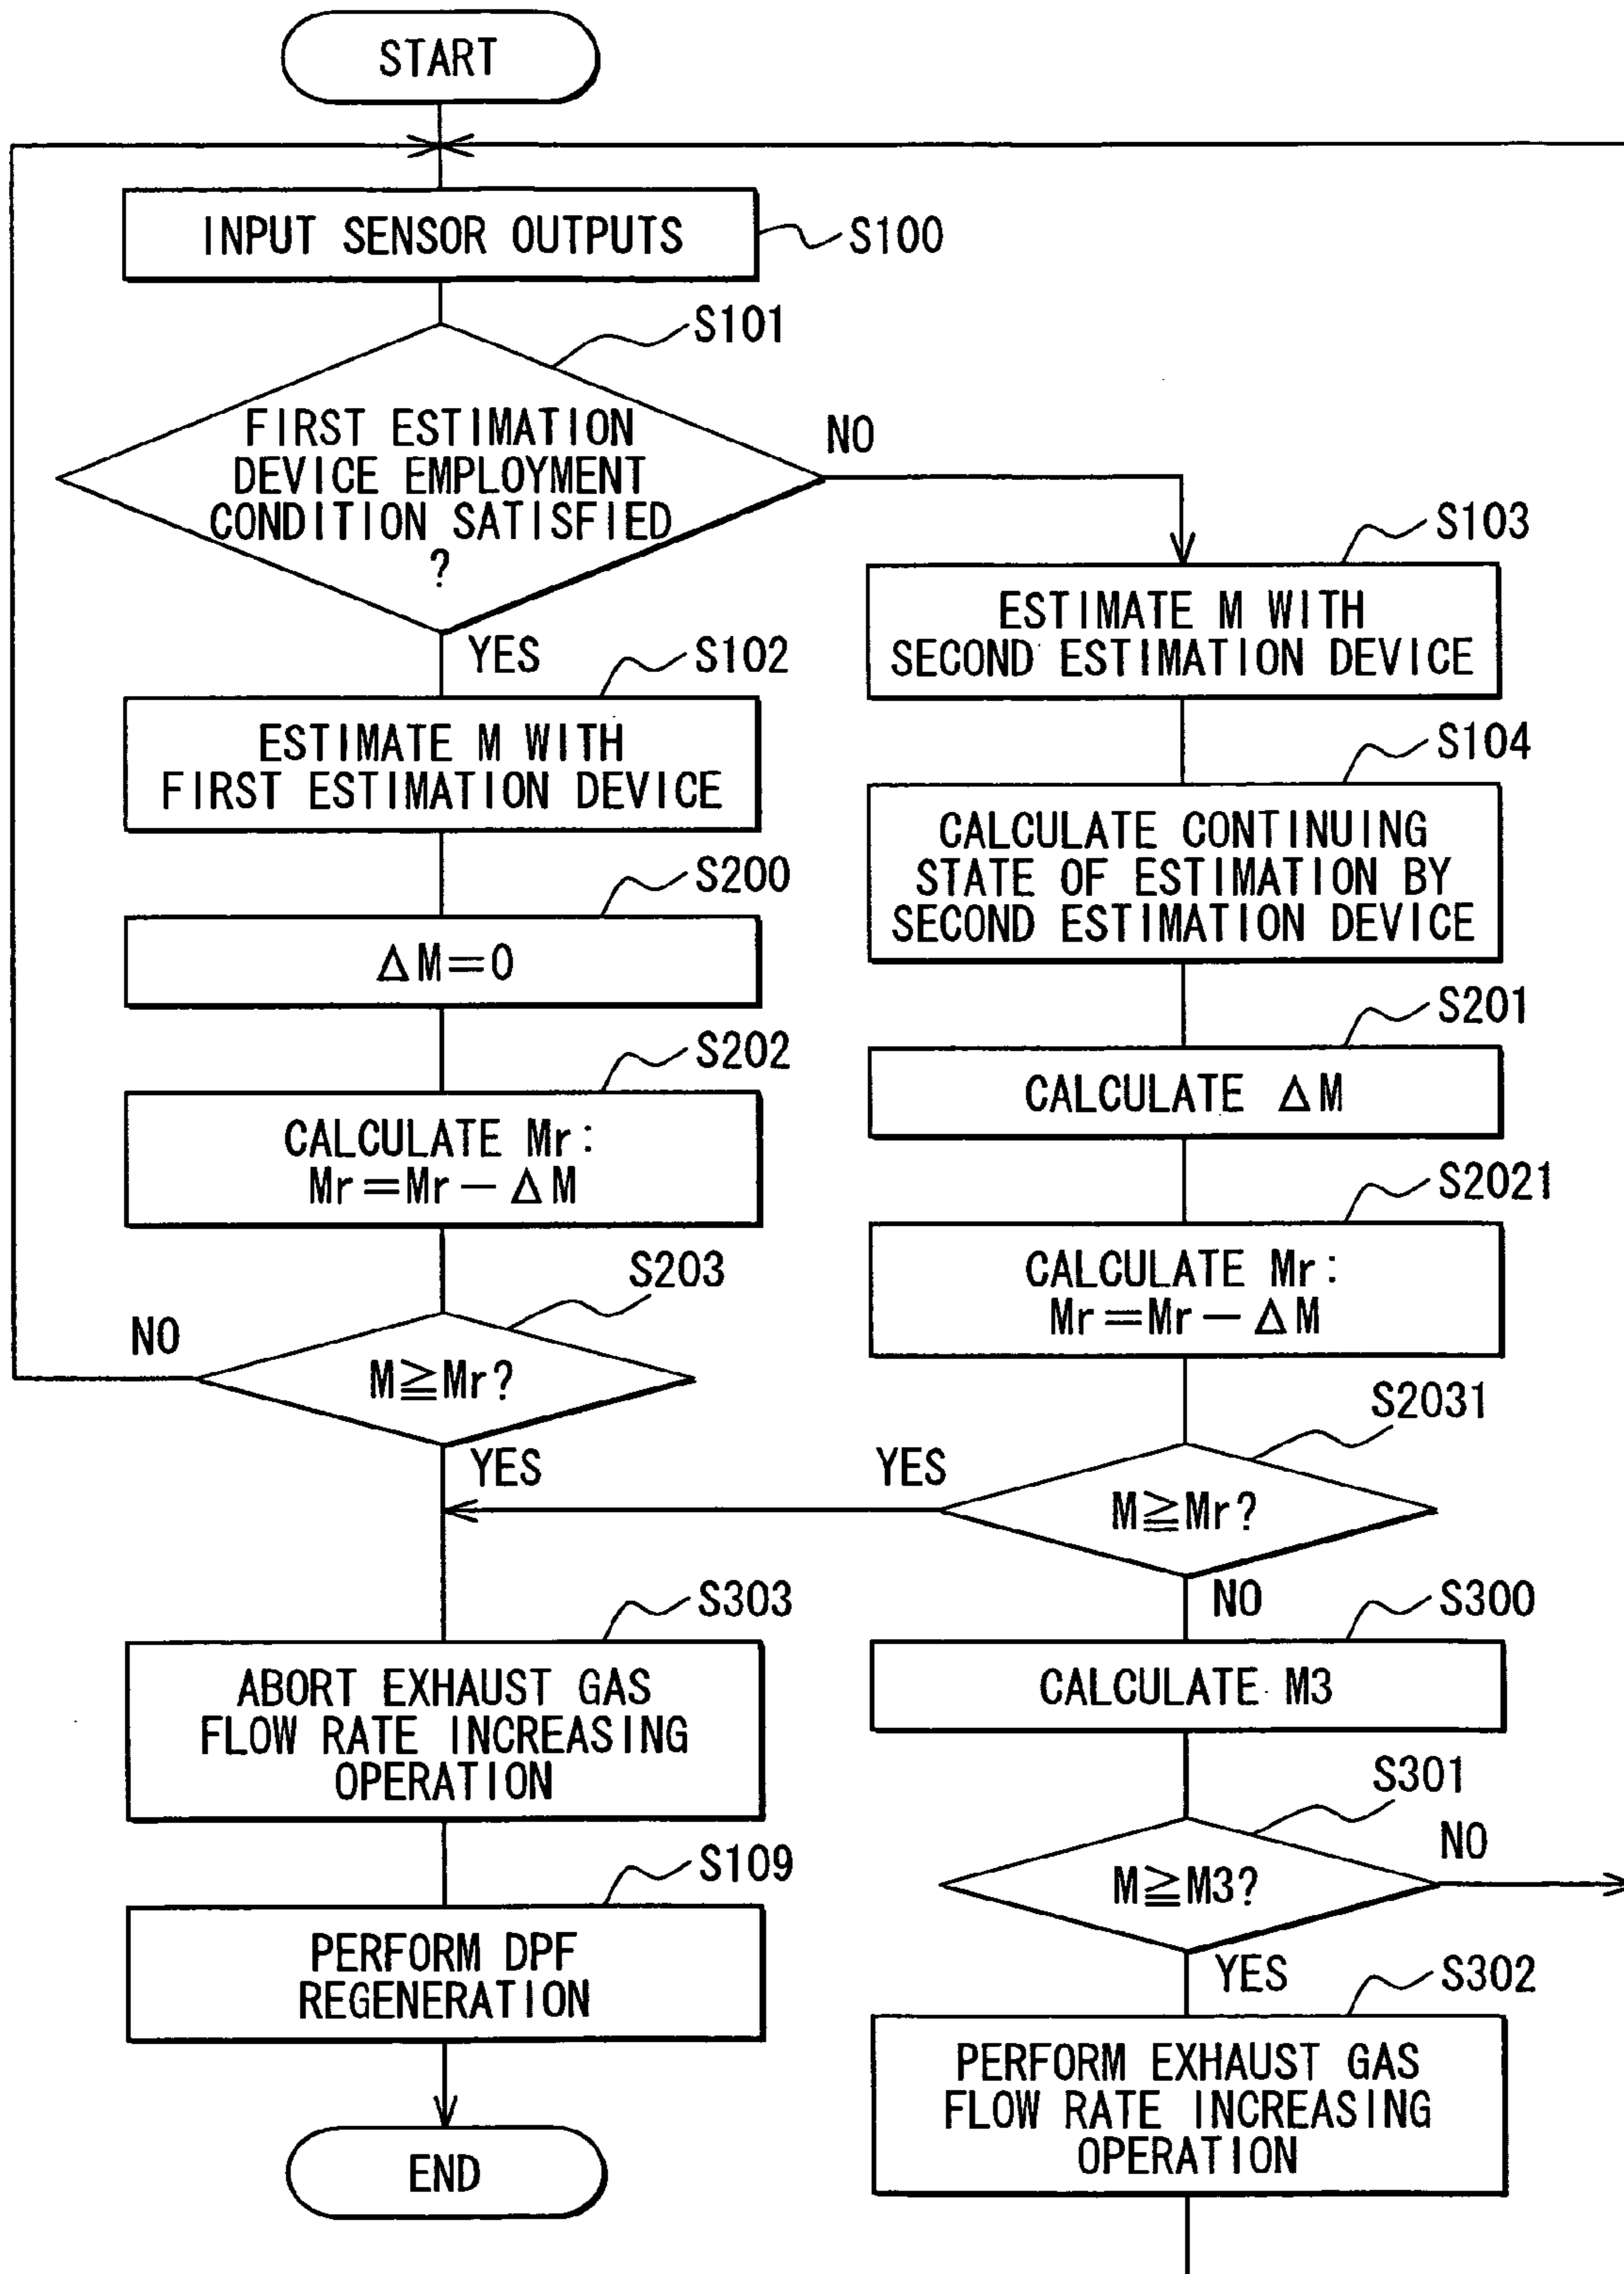 START
INPUT SENSOR OUTPUTS
S100
S101
FIRST ESTIMATION
DEVICE EMPLOYMENT
CONDITION SATISFIED
?
NO
YES
S102
ESTIMATE M WITH
FIRST ESTIMATION DEVICE
S200
ΔM=0
S202
CALCULATE Mr:
Mr=Mr-ΔM
S203
NO
M≧Mr?
YES
S103
ESTIMATE M WITH
SECOND ESTIMATION DEVICE
S104
CALCULATE CONTINUING
STATE OF ESTIMATION BY
SECOND ESTIMATION DEVICE
S201
CALCULATE ΔM
S2021
CALCULATE Mr:
Mr=Mr-ΔM
S2031
YES
M≧Mr?
NO
S303
ABORT EXHAUST GAS
FLOW RATE INCREASING
OPERATION
S109
PERFORM DPF
REGENERATION
END
S300
CALCULATE M3
S301
NO
M≧M3?
YES
S302
PERFORM EXHAUST GAS
FLOW RATE INCREASING
OPERATION